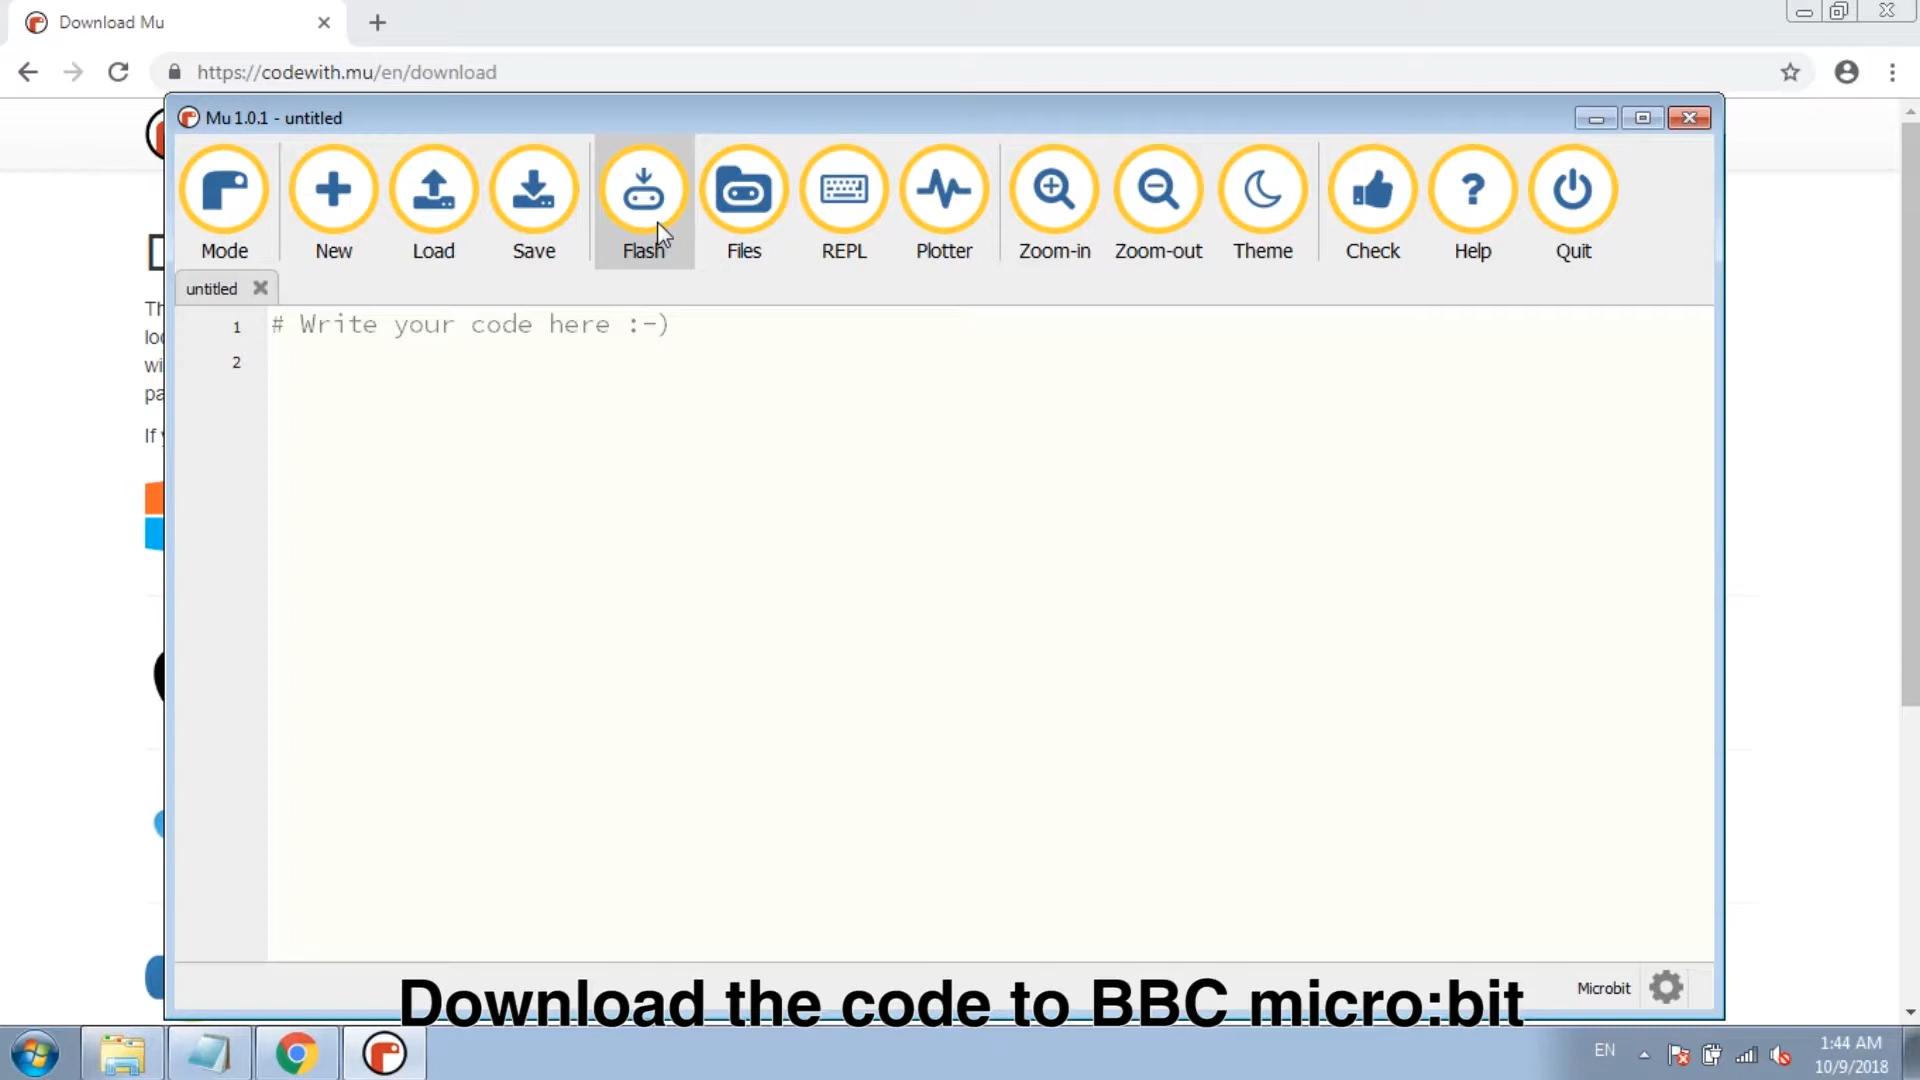 Download Mu
https://codewith.mu/en/download
Mu 1.0.1 - untitled
Mode
New
Load
Save
Flash
Files
REPL
Plotter
Zoom-in
Zoom-out
Theme
Check
Help
Quit
untitled
1 # Write your code here :-)
2
If
Microbit
Download the code to BBC micro:bit
EN
1:44 AM
10/9/2018